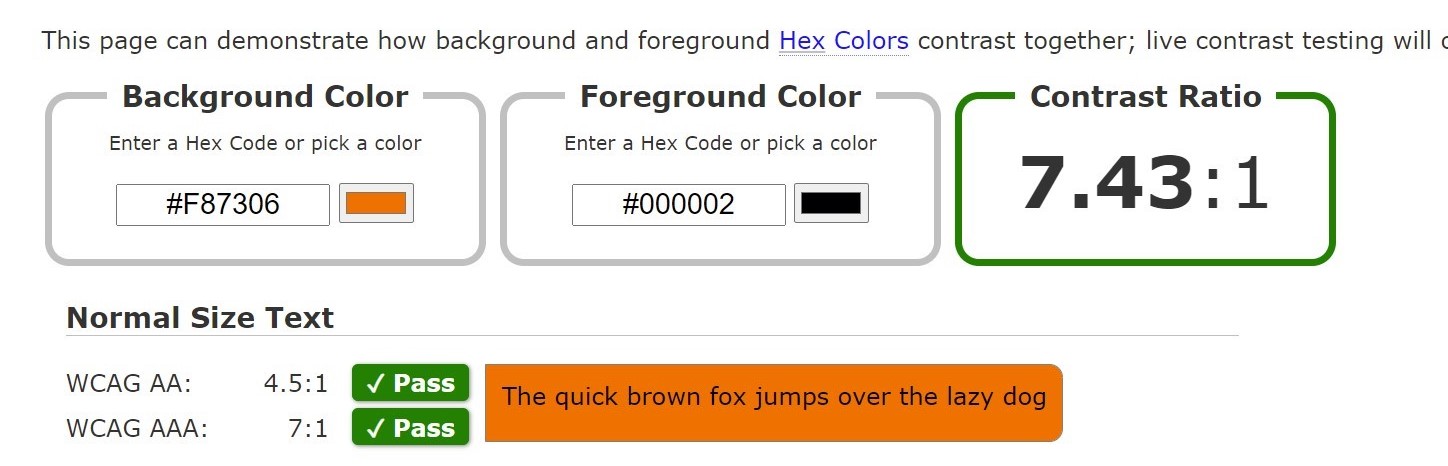 This page can demonstrate how background and foreground Hex Colors contrast together; live contrast testing will
Background Color
Enter a Hex Code or pick a color
#F87306
Foreground Color
Enter a Hex Code or pick a color
#000002
Contrast Ratio
7.43:1
Normal Size Text
WCAG AA: 4.5:1 ✓ Pass
WCAG AAA: 7:1 ✓ Pass
The quick brown fox jumps over the lazy dog